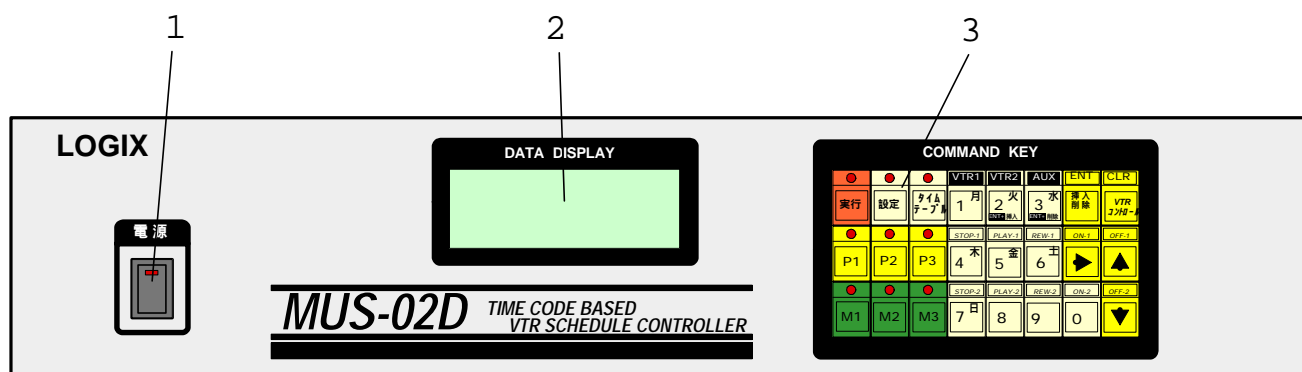 1 2 3
LOGIX
DATA DISPLAY
COMMAND KEY
電源
VTR1 VTR2 AUX ENT CLR
実行 設定 タイム
テーブル
1 月 2 火 3 水 挿入
削除 VTR
コントロール
ENT+ 挿入 ENT+ 削除
STOP-1 PLAY-1 REW-1 ON-1 OFF-1
P1 P2 P3 4 木 5 金 6 土
STOP-2 PLAY-2 REW-2 ON-2 OFF-2
M1 M2 M3 7 日 8 9 0
MUS-02D TIME CODE BASED
VTR SCHEDULE CONTROLLER